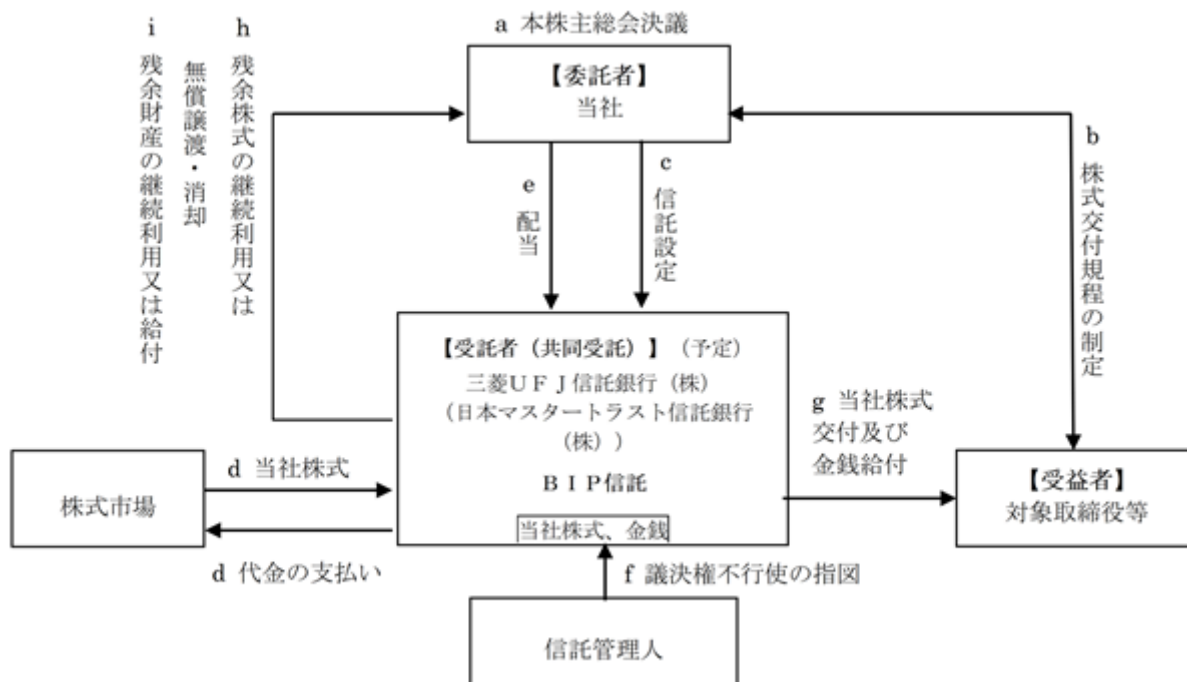 a 本株主総会決議
i 残余財産の継続利用又は給付
無償譲渡・消却
h 残余株式の継続利用又は
【委託者】
当社
e 配当
c 信託設定
b 株式交付規程の制定
【受託者（共同受託）】（予定）
三菱ＵＦＪ信託銀行（株）
（日本マスタートラスト信託銀行
（株））
ＢＩＰ信託
当社株式、金銭
g 当社株式
交付及び
金銭給付
株式市場
d 当社株式
d 代金の支払い
【受益者】
対象取締役等
f 議決権不行使の指図
信託管理人